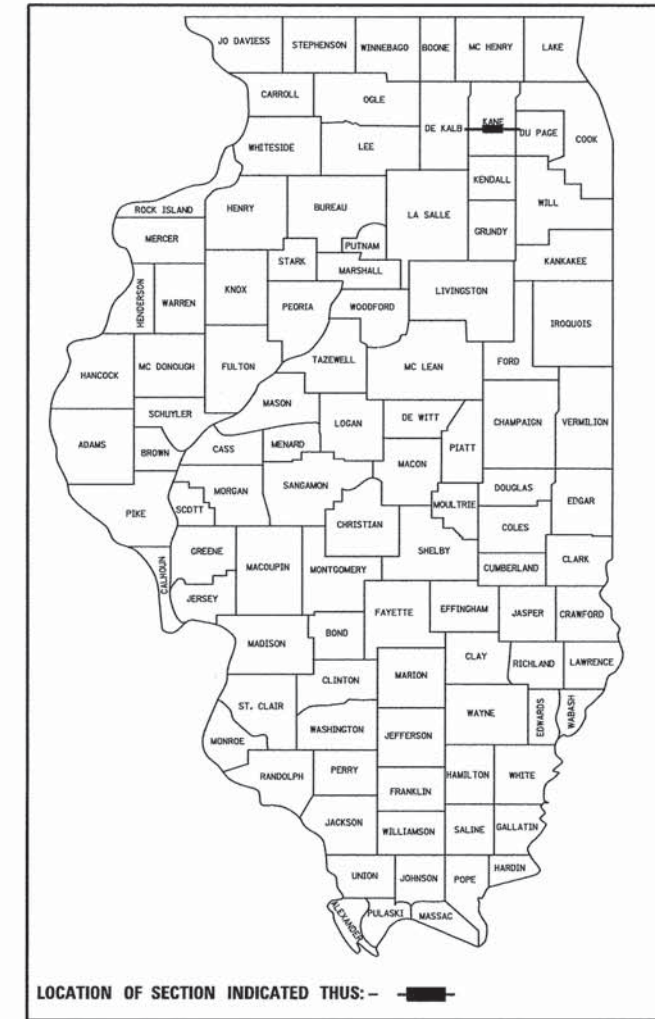 JO DAVIESS STEPHENSON WINNEBAGO BOONE MC HENRY LAKE
CARROLL OGLE DE KALB KANE DU PAGE COOK
WHITESIDE LEE
KENDALL
ROCK ISLAND HENRY BUREAU LA SALLE WILL
MERCER PUTNAM GRUNDY
STARK MARSHALL KANKAKEE
HENDERSON WARREN KNOX PEORIA WOODFORD LIVINGSTON IROQUOIS
HANCOCK MC DONOUGH FULTON TAZEWELL MC LEAN FORD
MASON
SCHUYLER LOGAN DE WITT CHAMPAIGN VERMILION
ADAMS BROWN CASS MENARD MACON PIATT
MORGAN SANGAMON DOUGLAS
PIKE SCOTT CHRISTIAN MOULTRIE COLES EDGAR
CALHOUN GREENE MACOUPIN MONTGOMERY SHELBY CUMBERLAND CLARK
JERSEY FAYETTE EFFINGHAM JASPER CRAWFORD
MADISON BOND
CLAY RICHLAND LAWRENCE
CLINTON MARION
ST. CLAIR WAYNE EDWARDS WABASH
WASHINGTON JEFFERSON
MONROE
RANDOLPH PERRY HAMILTON WHITE
FRANKLIN
JACKSON WILLIAMSON SALINE GALLATIN
UNION JOHNSON POPE HARDIN
ALEXANDER PULASKI MASSAC
LOCATION OF SECTION INDICATED THUS: -